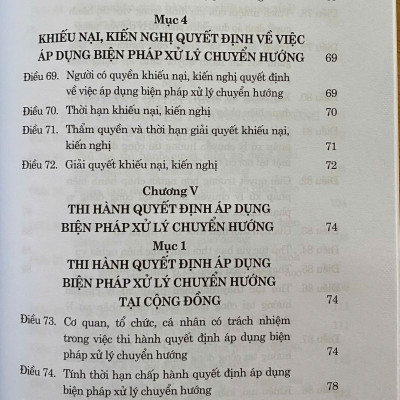 Mục 4
KHIẾU NẠI, KIẾN NGHỊ QUYẾT ĐỊNH VỀ VIỆC
ÁP DỤNG BIỆN PHÁP XỬ LÝ CHUYỂN HƯỚNG 69
Điều 69. Người có quyền khiếu nại, kiến nghị quyết định
về việc áp dụng biện pháp xử lý chuyển hướng 69
Điều 70. Thời hạn khiếu nại, kiến nghị 70
Điều 71. Thẩm quyền và thời hạn giải quyết khiếu nại,
kiến nghị 71
Điều 72. Giải quyết khiếu nại, kiến nghị 72
Chương V
THI HÀNH QUYẾT ĐỊNH ÁP DỤNG
BIỆN PHÁP XỬ LÝ CHUYỂN HƯỚNG 74
Mục 1
THI HÀNH QUYẾT ĐỊNH ÁP DỤNG
BIỆN PHÁP XỬ LÝ CHUYỂN HƯỚNG
TẠI CỘNG ĐỒNG 74
Điều 73. Cơ quan, tổ chức, cá nhân có trách nhiệm
trong việc thi hành quyết định áp dụng biện
pháp xử lý chuyển hướng 74
Điều 74. Tính thời hạn chấp hành quyết định áp dụng
biện pháp xử lý chuyển hướng 78